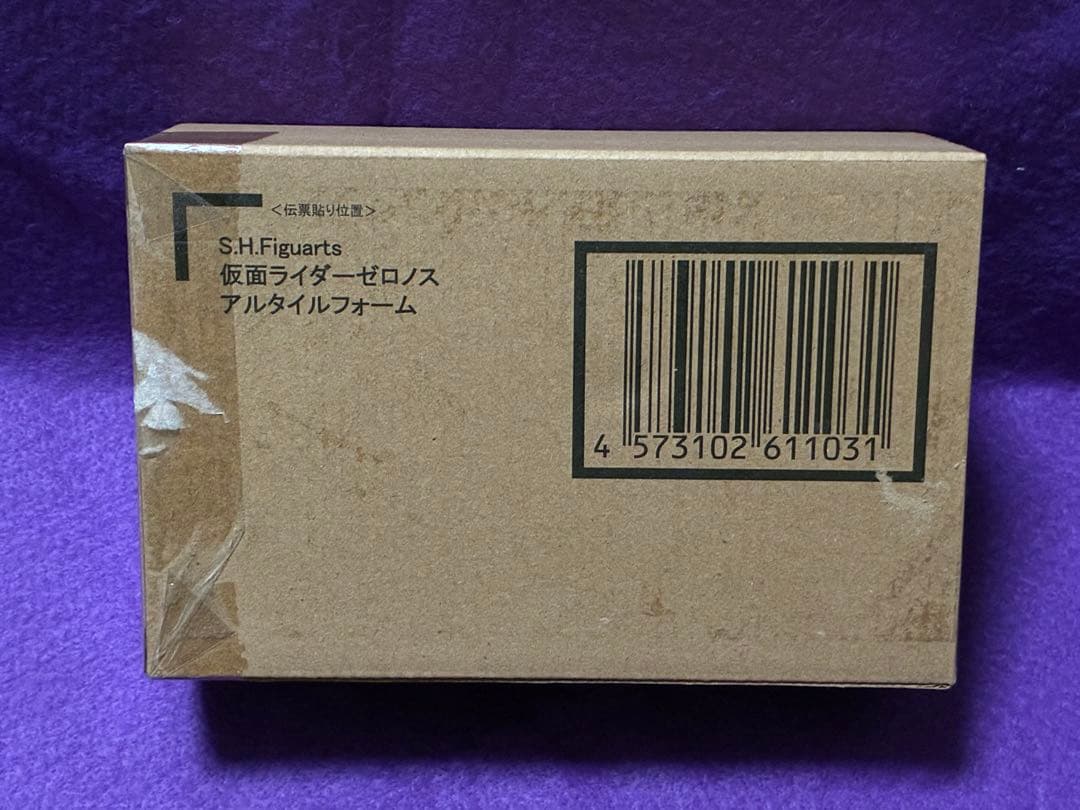 ＜伝票貼り位置＞
S.H.Figuarts
仮面ライダーゼロノス
アルタイルフォーム
4 573102 611031